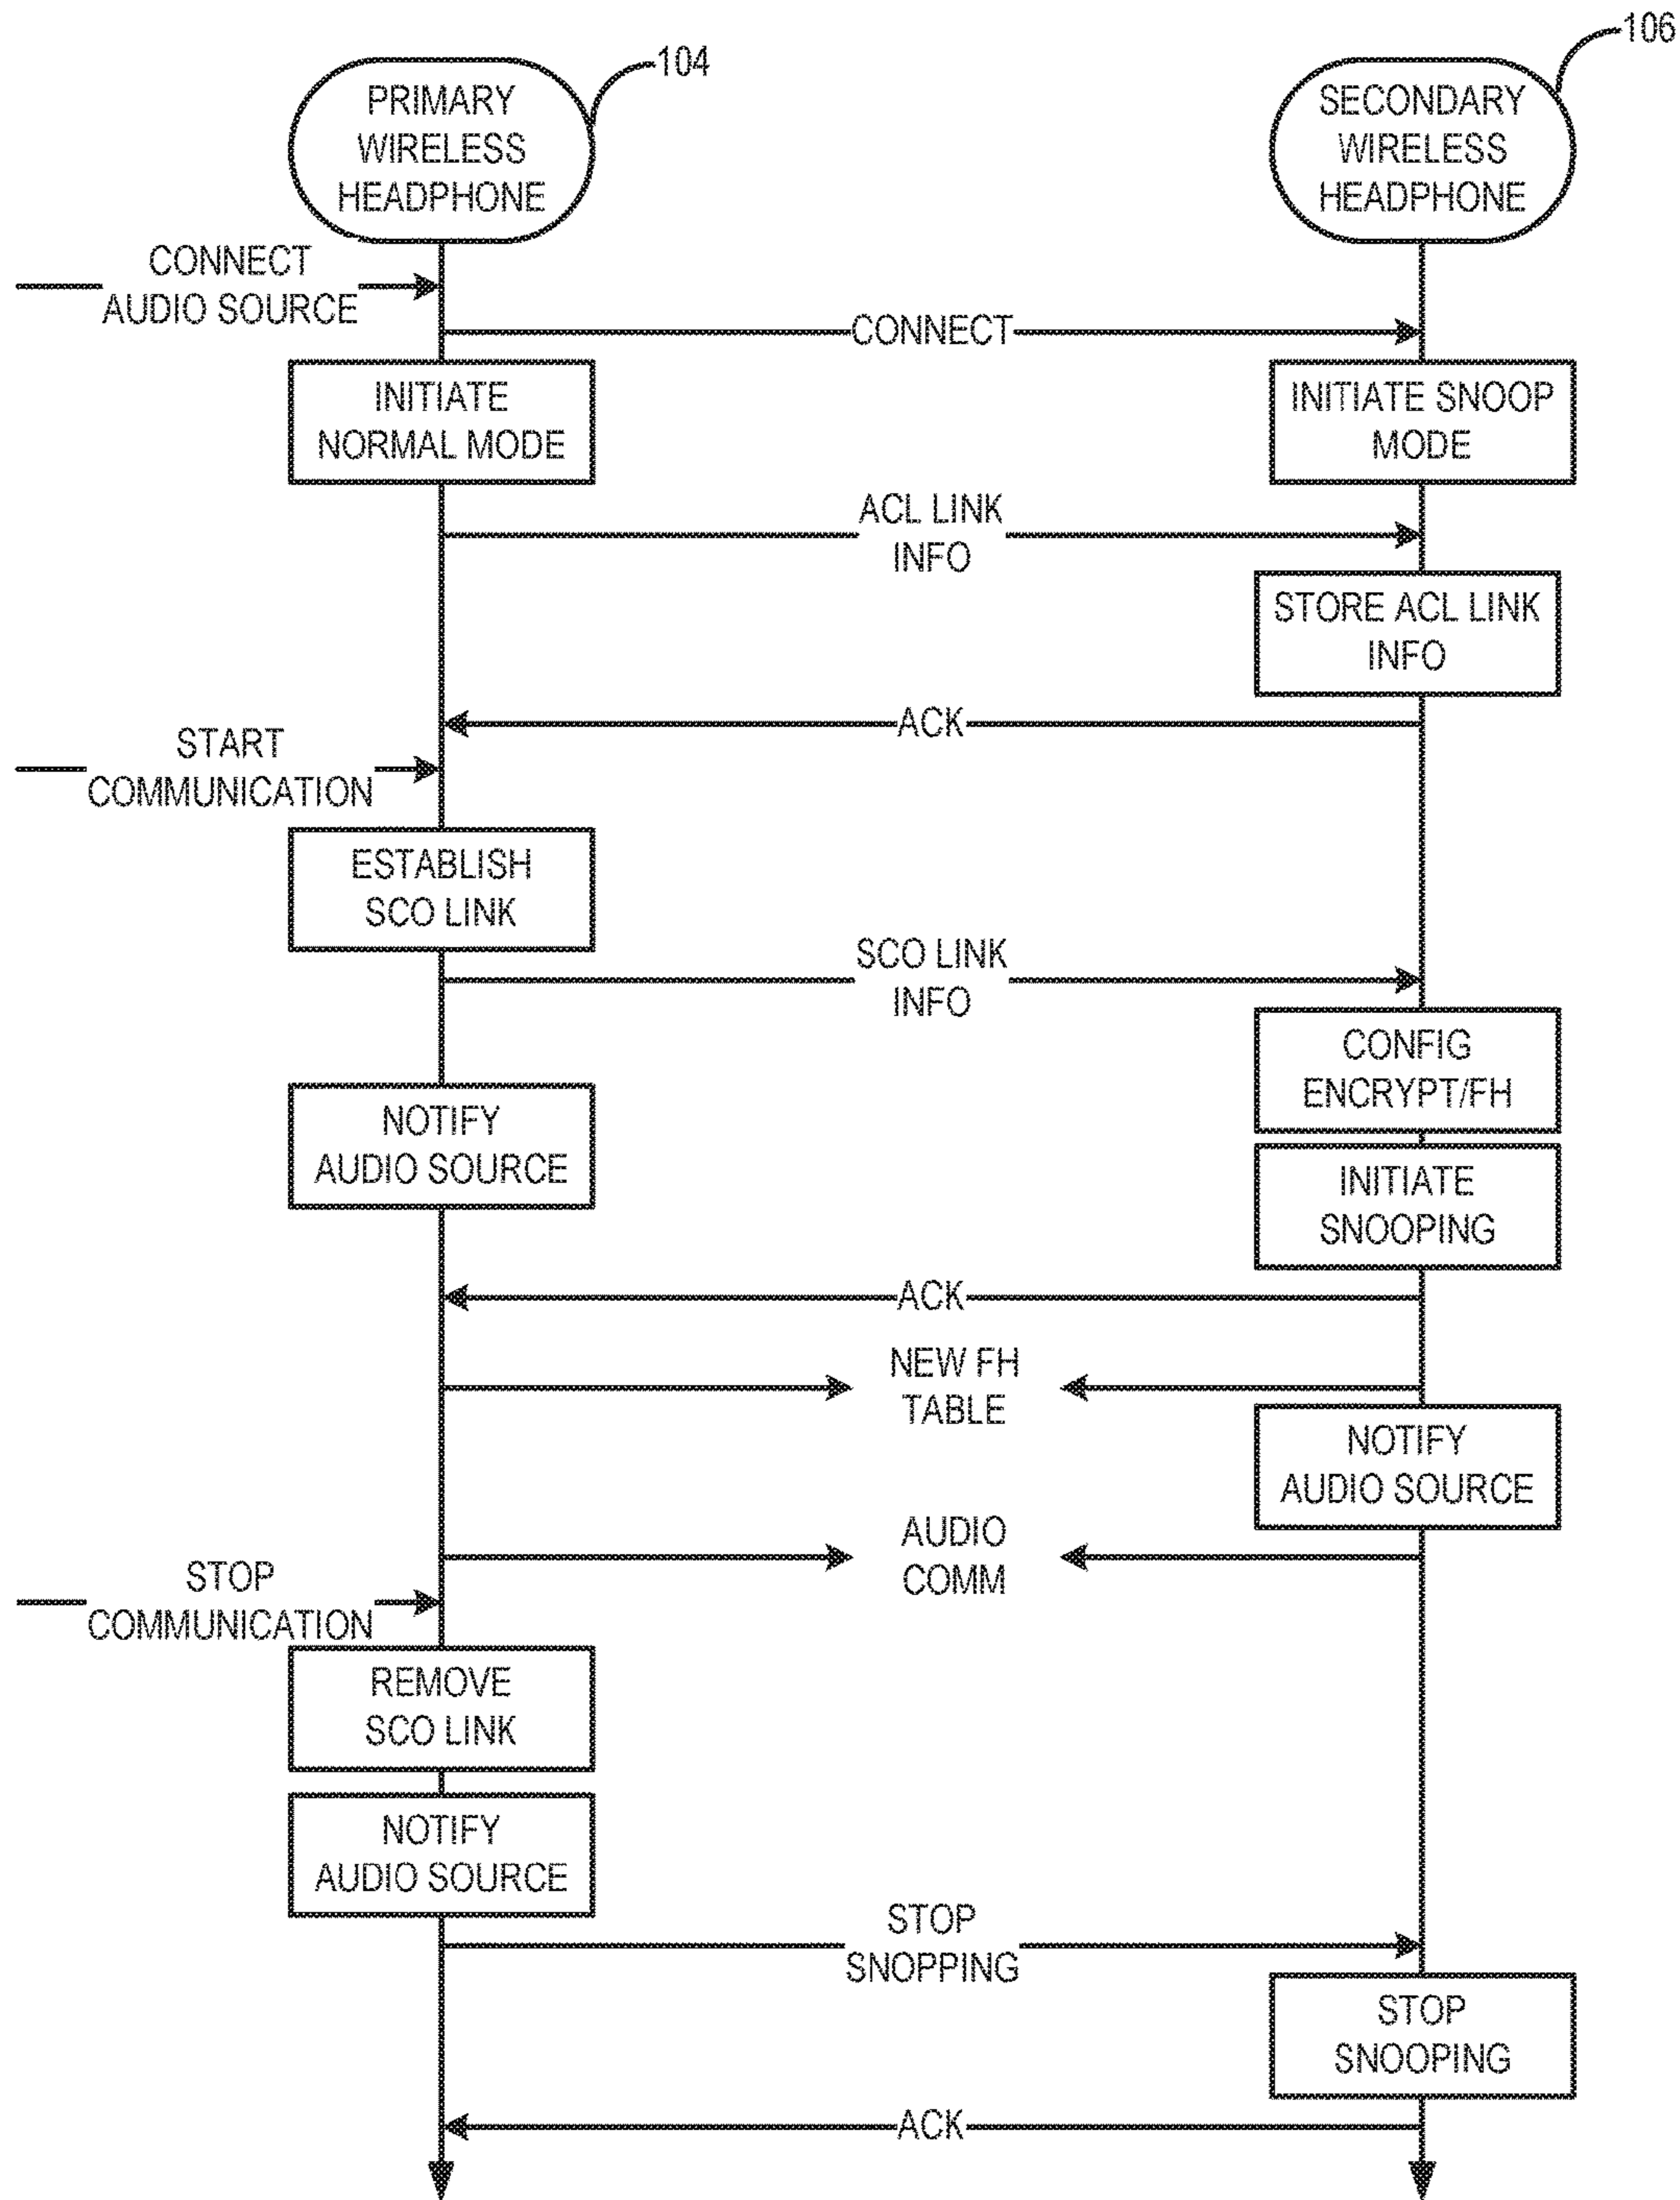 106
104
PRIMARY
WIRELESS
HEADPHONE
SECONDARY
WIRELESS
HEADPHONE
CONNECT
AUDIO SOURCE
CONNECT
INITIATE
NORMAL MODE
INITIATE SNOOP
MODE
ACL LINK
INFO
STORE ACL LINK
INFO
ACK
START
COMMUNICATION
ESTABLISH
SCO LINK
SCO LINK
INFO
CONFIG
ENCRYPT/FH
NOTIFY
AUDIO SOURCE
INITIATE
SNOOPING
ACK
NEW FH
TABLE
NOTIFY
AUDIO SOURCE
AUDIO
COMM
STOP
COMMUNICATION
REMOVE
SCO LINK
NOTIFY
AUDIO SOURCE
STOP
SNOPPING
STOP
SNOOPING
ACK